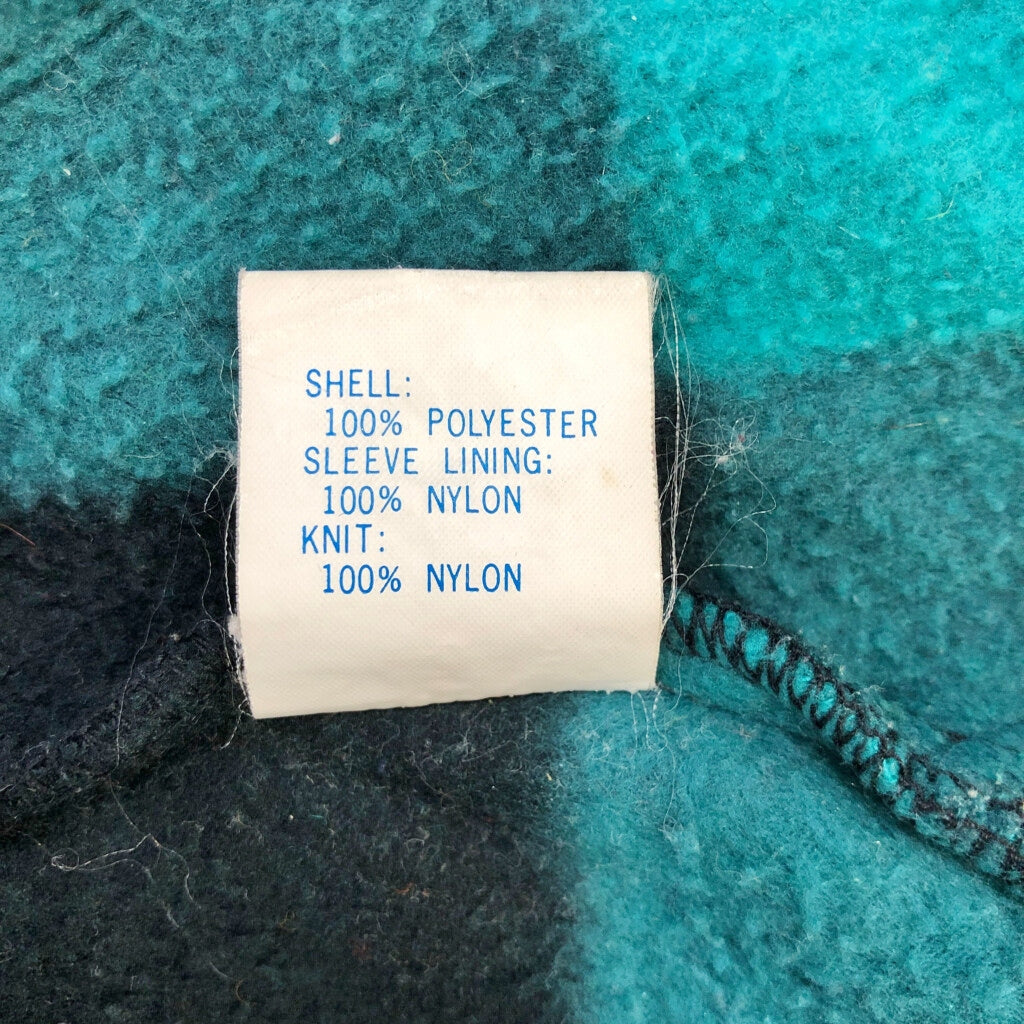 SHELL:
100% POLYESTER
SLEEVE LINING:
100% NYLON
KNIT:
100% NYLON